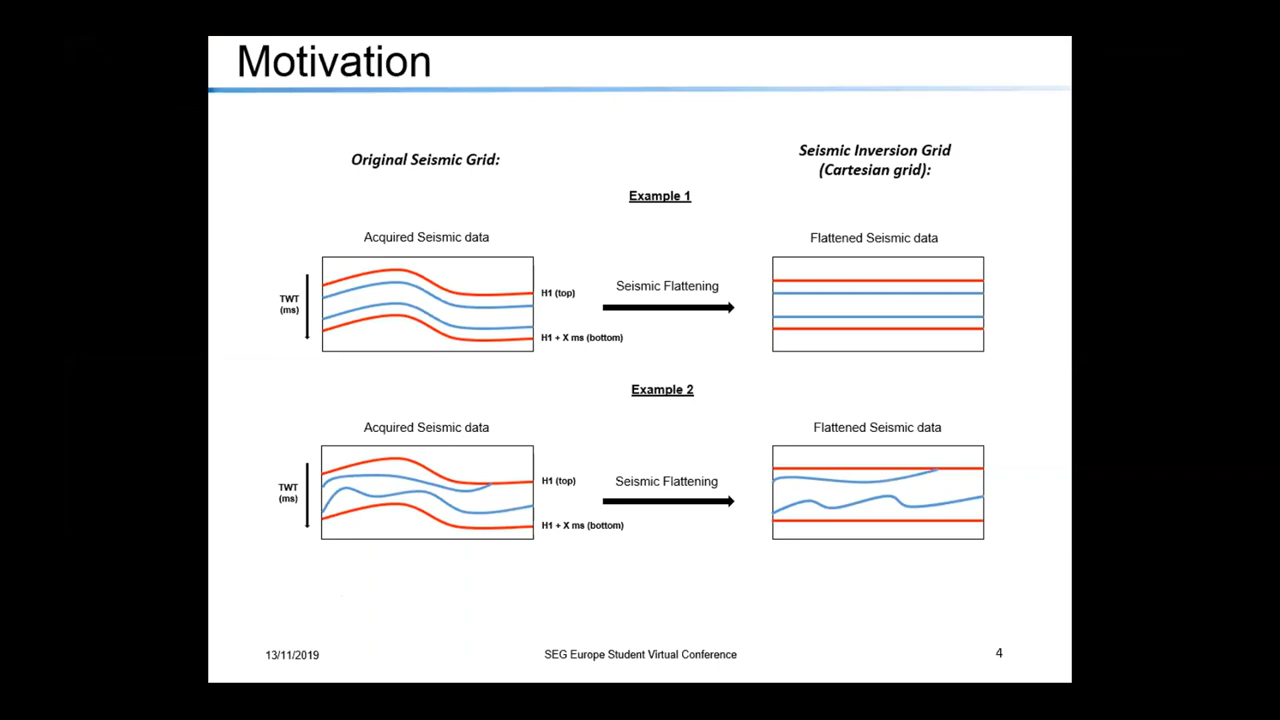 Motivation
Original Seismic Grid:
Seismic Inversion Grid
(Cartesian grid):
Example 1
Acquired Seismic data
Flattened Seismic data
TWT
(ms)
H1 (top)
Seismic Flattening
H1 + X ms (bottom)
Example 2
Acquired Seismic data
Flattened Seismic data
TWT
(ms)
H1 (top)
Seismic Flattening
H1 + X ms (bottom)
13/11/2019
SEG Europe Student Virtual Conference
4